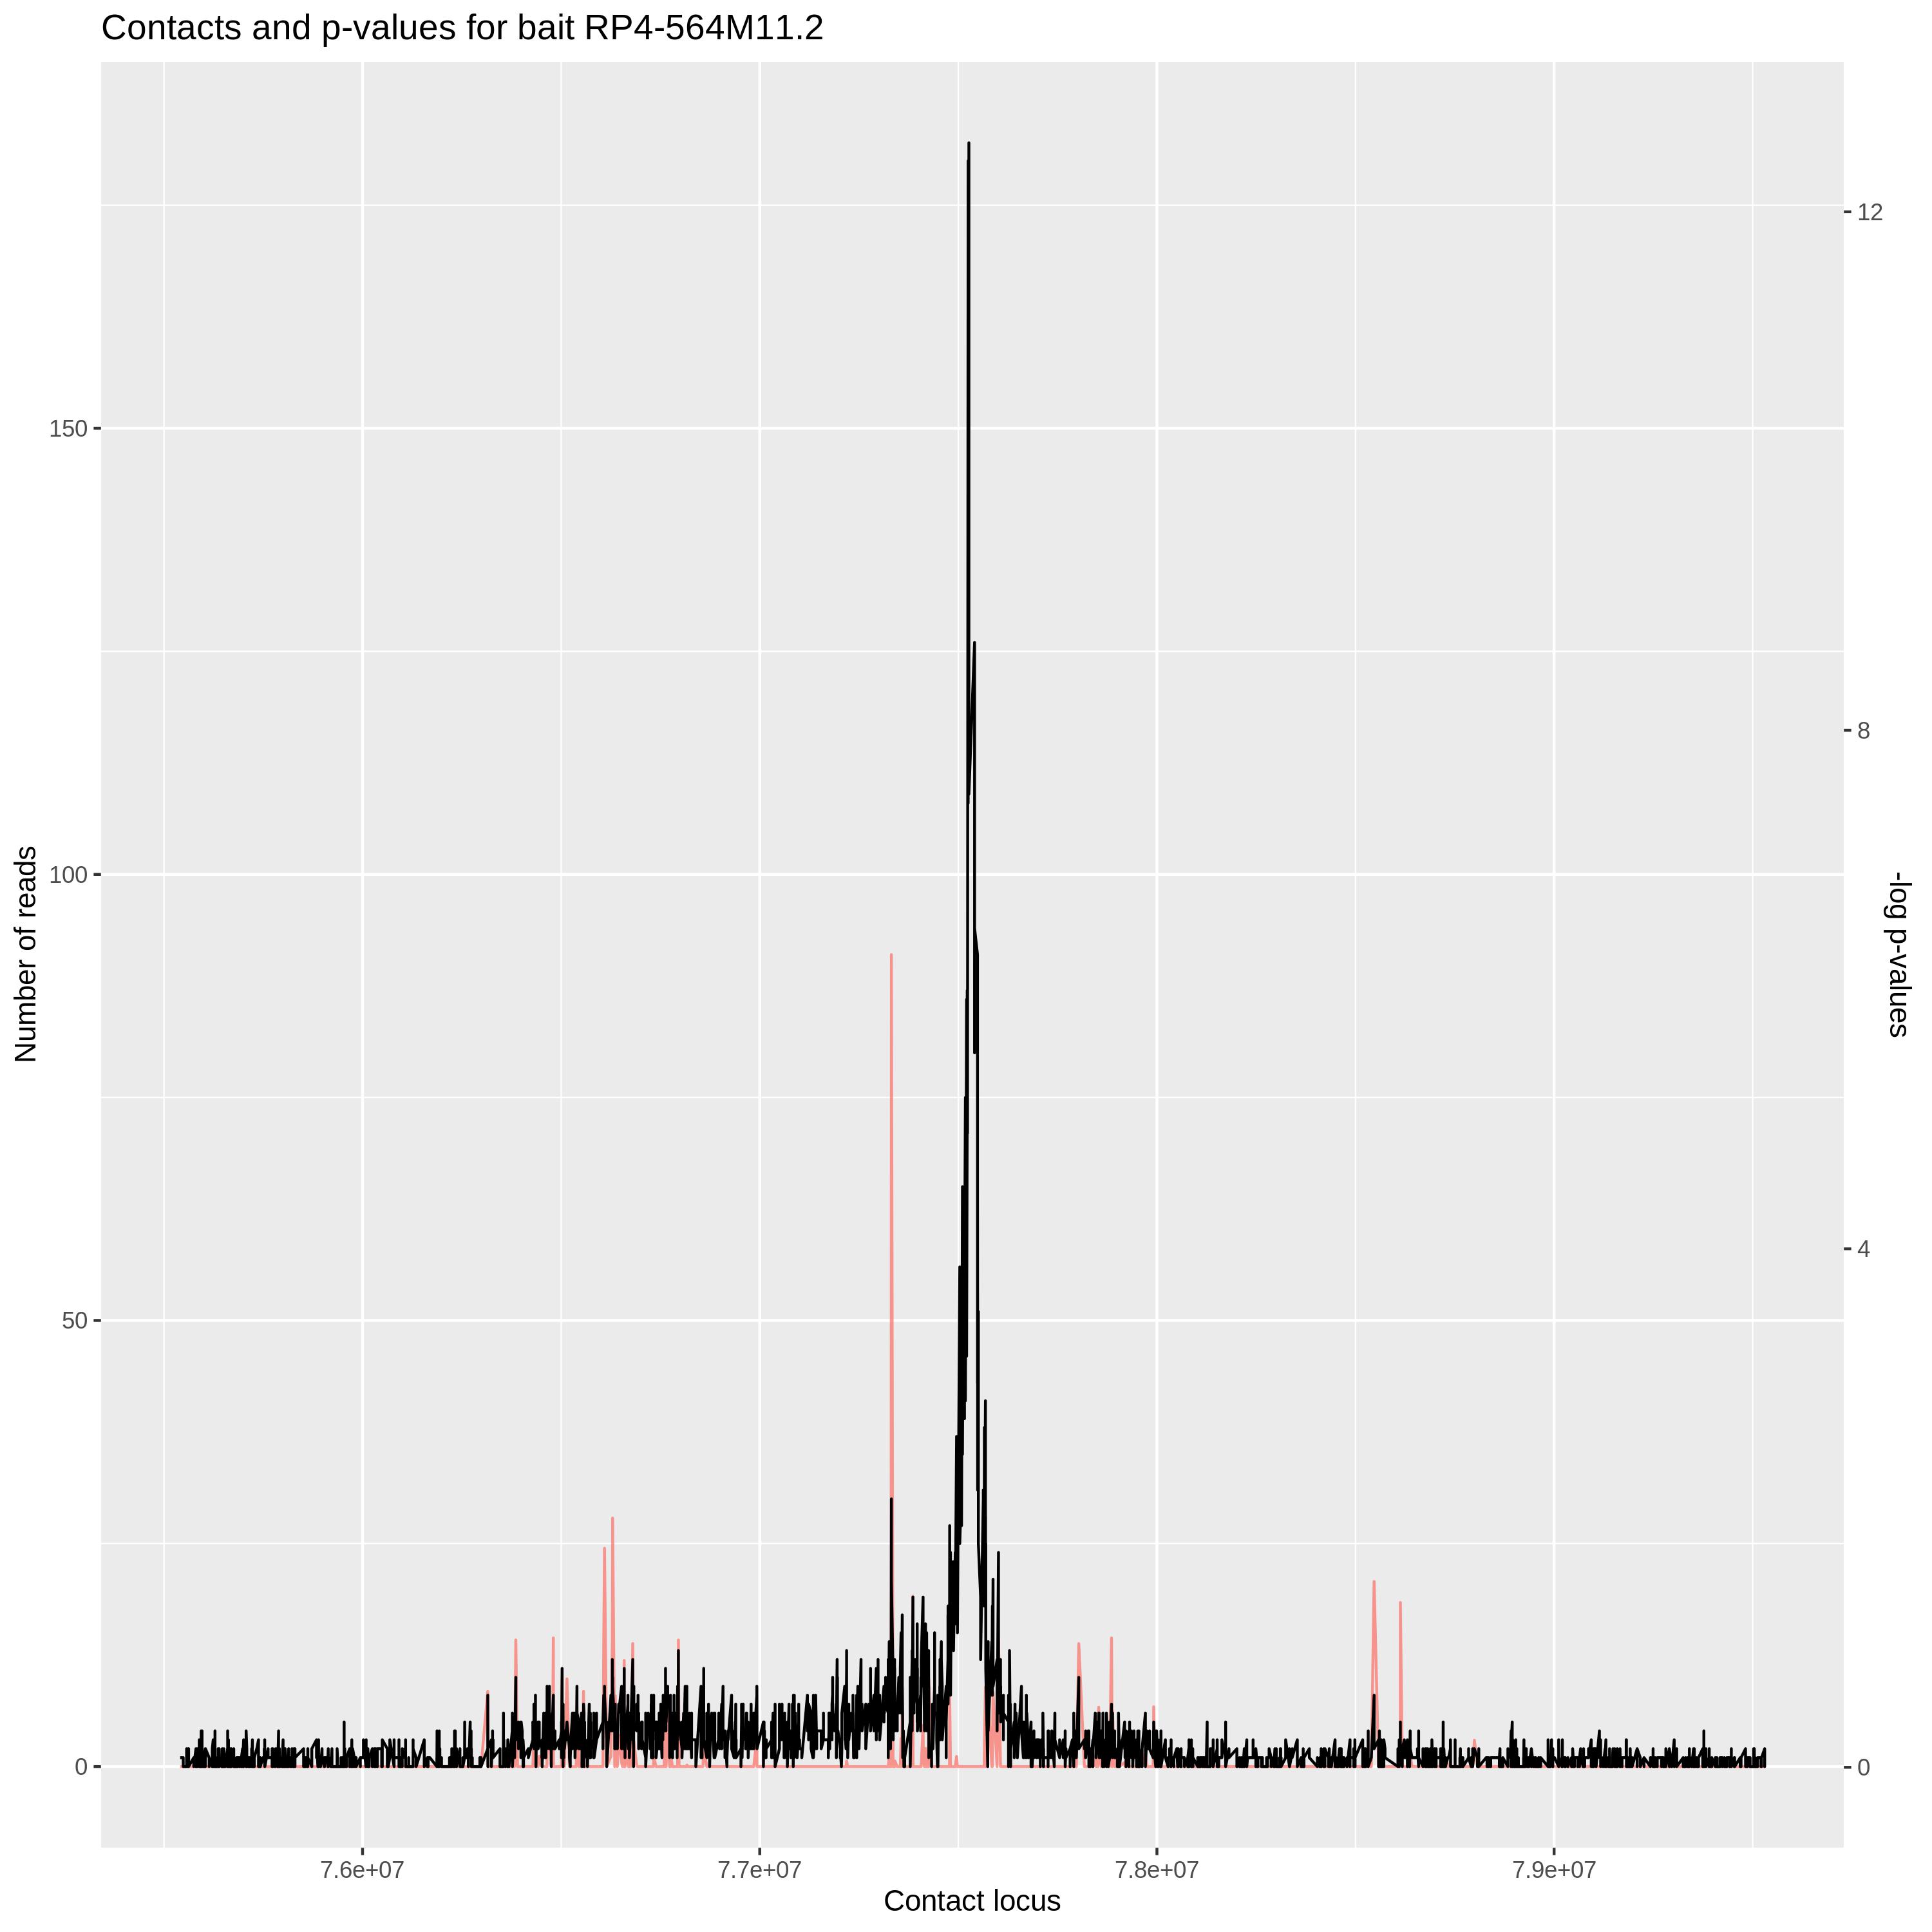 Contacts and p-values for bait RP4-564M11.2
12
150
8
100
Number of reads
-log p-values
4
50
0
0
7.6e+07
7.7e+07
7.8e+07
7.9e+07
Contact locus